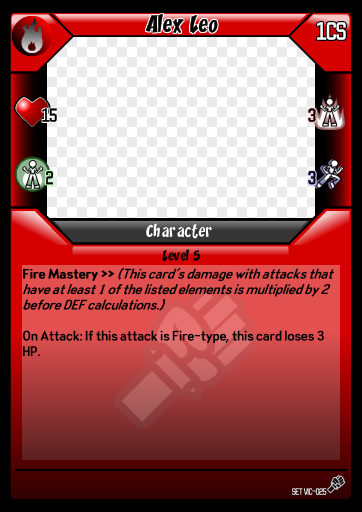 Alex Leo
1CS
15
3
2
3
Character
Level 5
Fire Mastery >> (This card's damage with attacks that
have at least 1 of the listed elements is multiplied by 2
before DEF calculations.)
On Attack: If this attack is Fire-type, this card loses 3
HP.
SET VIC-025